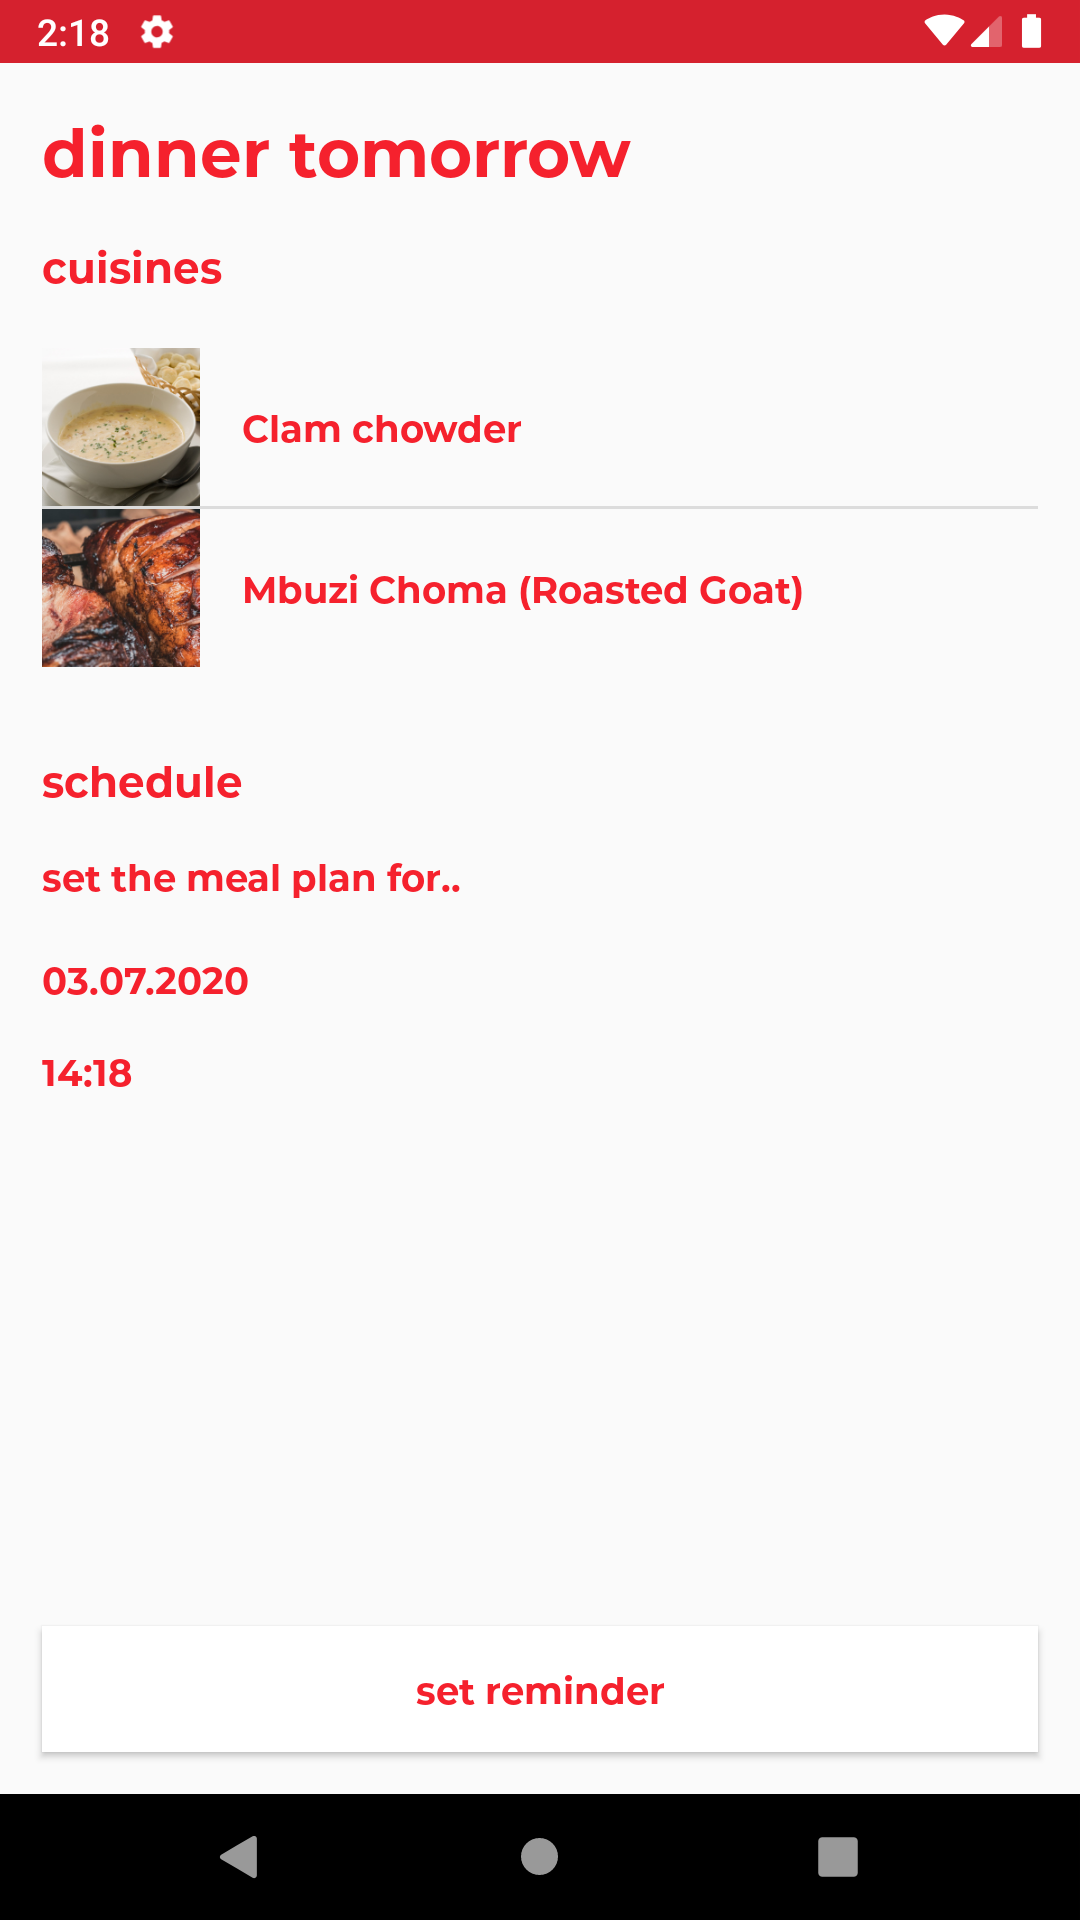 2:18
dinner tomorrow
cuisines
Clam chowder
Mbuzi Choma (Roasted Goat)
schedule
set the meal plan for..
03.07.2020
14:18
set reminder